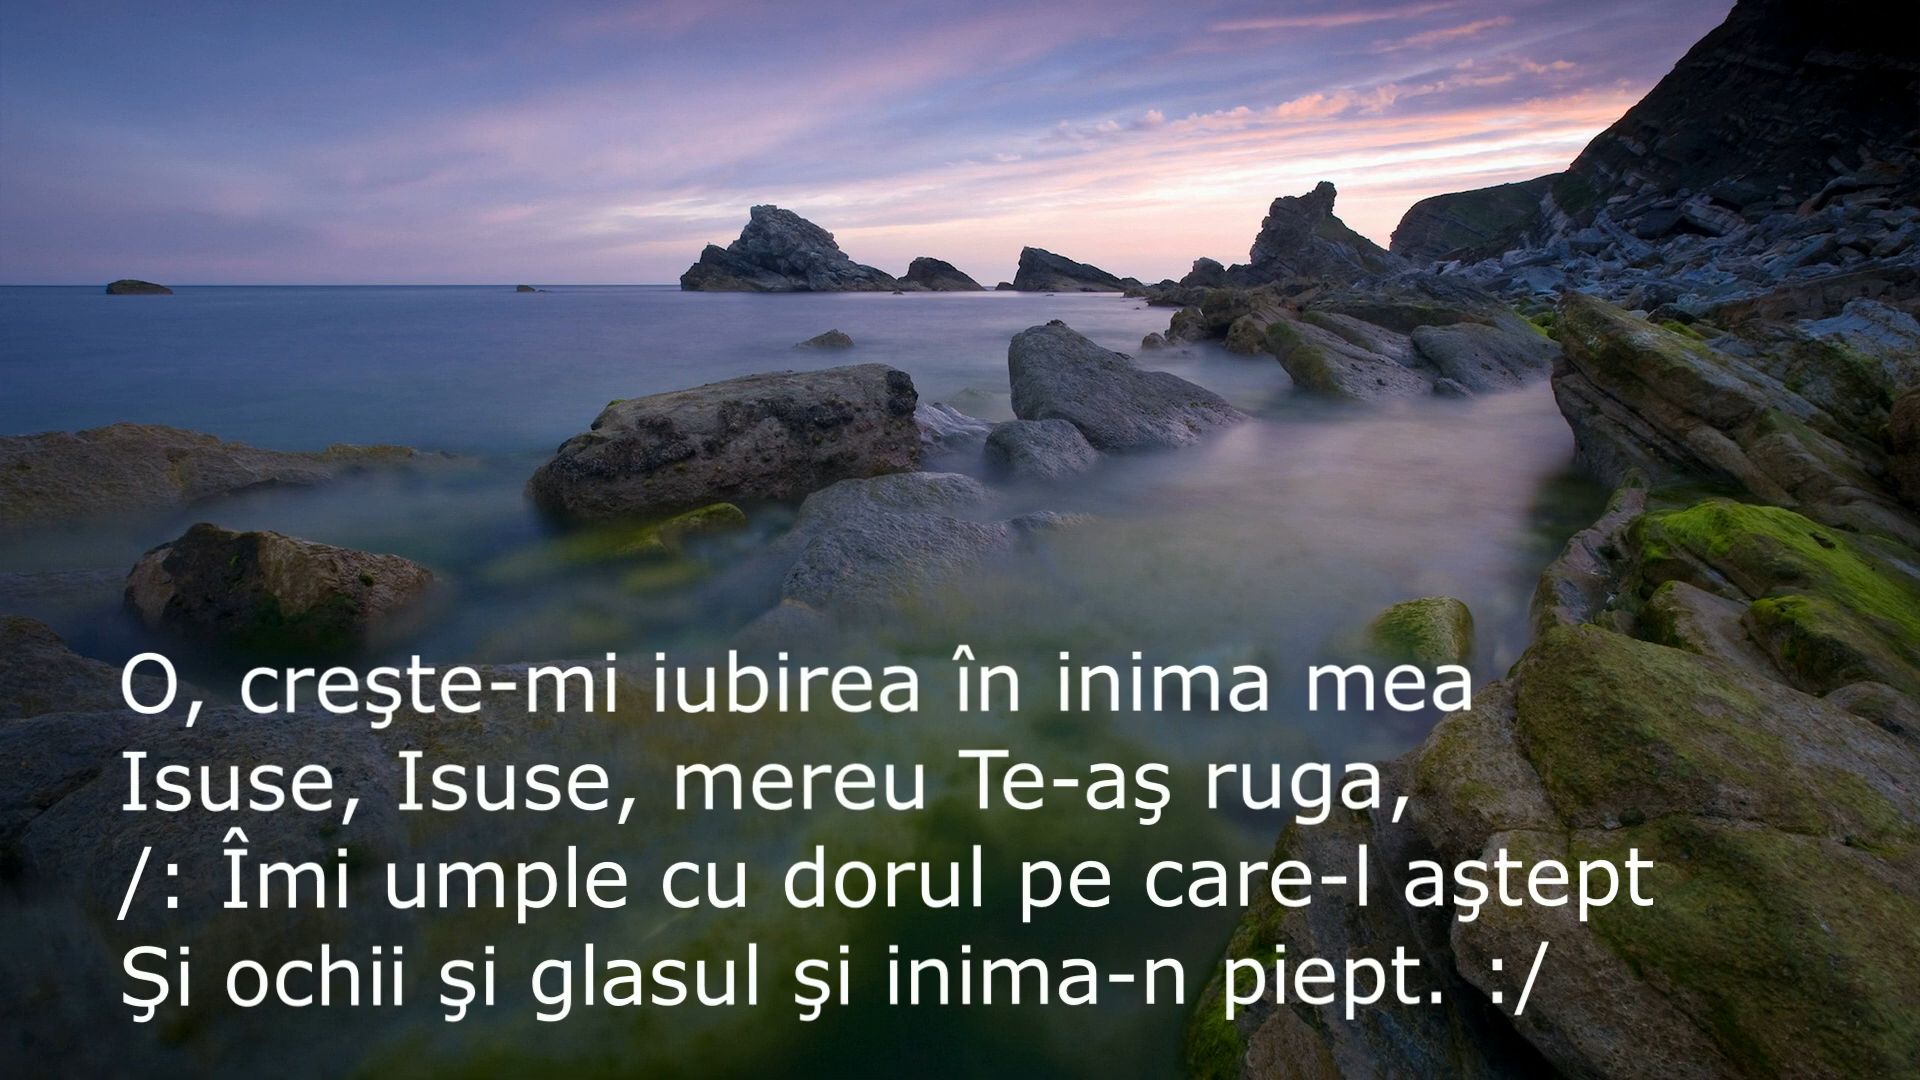 O, creşte-mi iubirea în inima mea
Isuse, Isuse, mereu Te-aş ruga,
/: Îmi umple cu dorul pe care-l aştept
Şi ochii şi glasul şi inima-n piept. :/